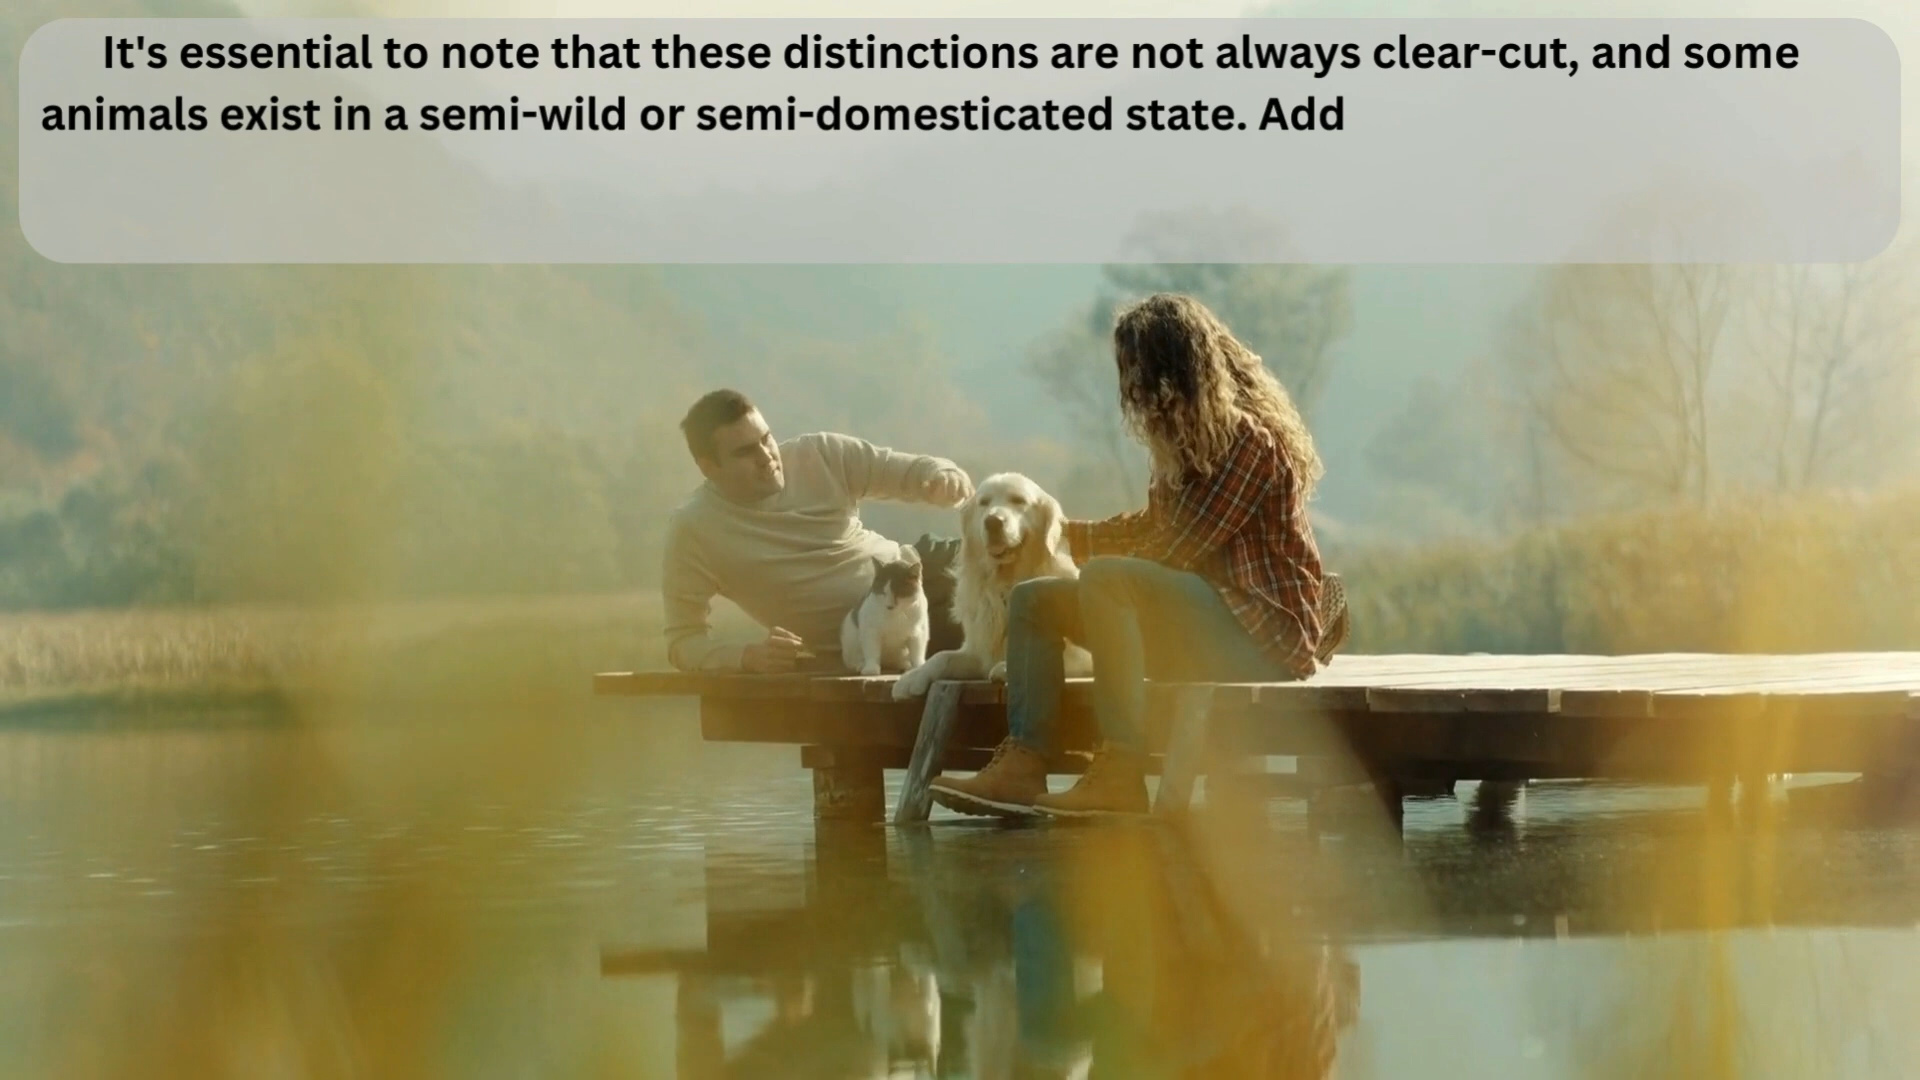 It's essential to note that these distinctions are not always clear-cut, and some
animals exist in a semi-wild or semi-domesticated state. Add